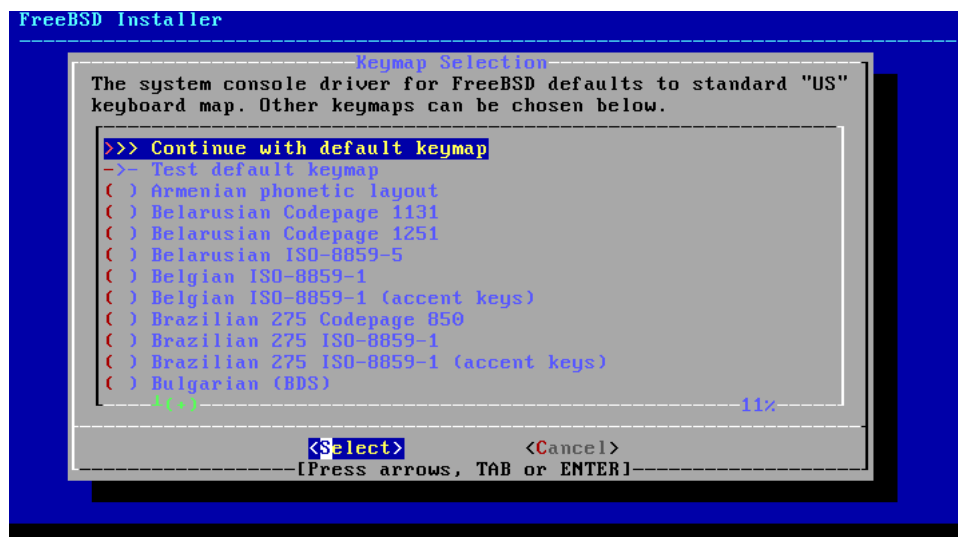 FreeBSD Installer
Keymap Selection
The system console driver for FreeBSD defaults to standard "US"
keyboard map. Other keymaps can be chosen below.
>>> Continue with default keymap
->- Test default keymap
( ) Armenian phonetic layout
( ) Belarusian Codepage 1131
( ) Belarusian Codepage 1251
( ) Belarusian ISO-8859-5
( ) Belgian ISO-8859-1
( ) Belgian ISO-8859-1 (accent keys)
( ) Brazilian 275 Codepage 850
( ) Brazilian 275 ISO-8859-1
( ) Brazilian 275 ISO-8859-1 (accent keys)
( ) Bulgarian (BDS)
(+) 11%
<Select> <Cancel>
[Press arrows, TAB or ENTER]